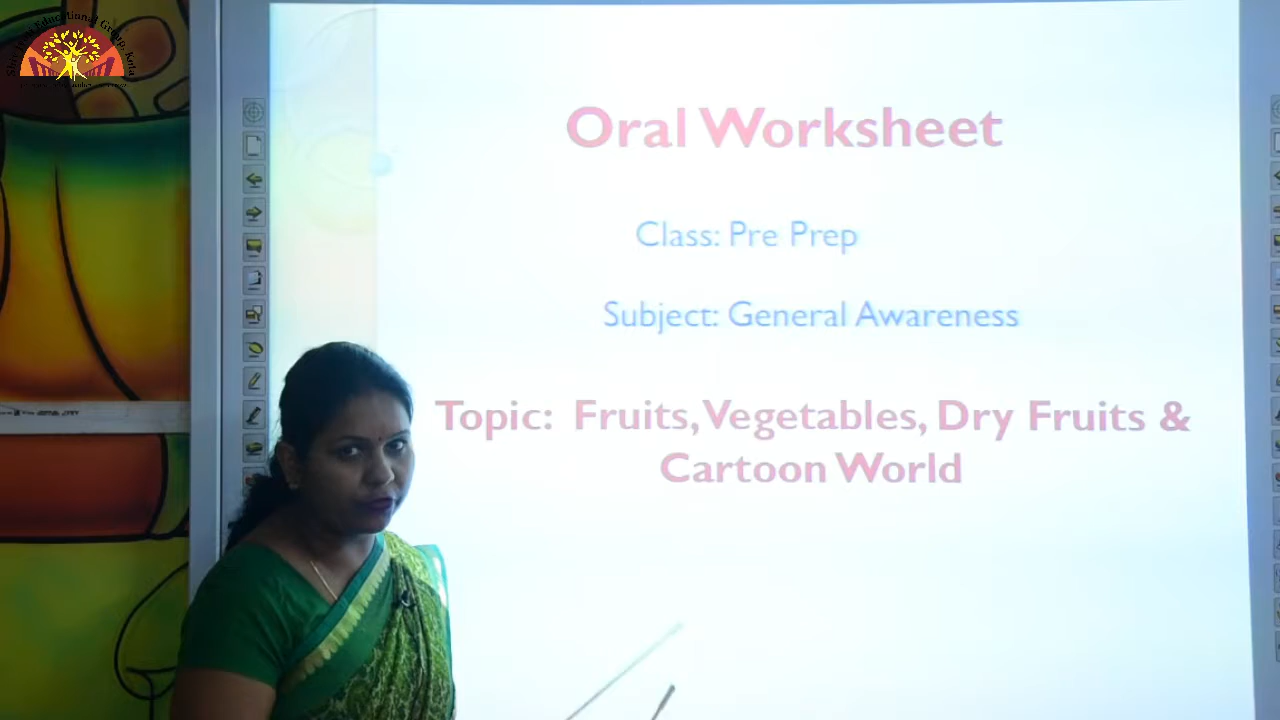 Oral Worksheet
Class: Pre Prep
Subject: General Awareness
Topic: Fruits, Vegetables, Dry Fruits &
Cartoon World